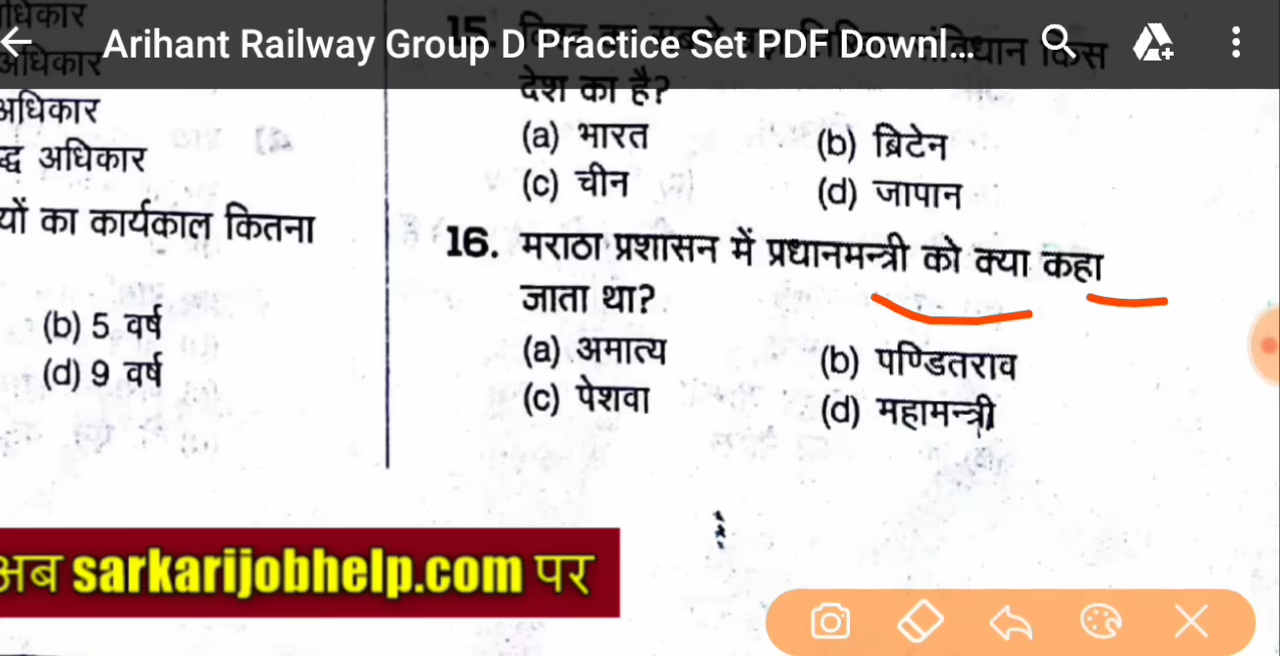 धिकार
Arihant Railway Group D Practice Set PDF Downl...
अधिकार
15.
संविधान किस
देश का है?
अधिकार
(a) भारत
(b) ब्रिटेन
द्ध अधिकार
(c) चीन
(d) जापान
यों का कार्यकाल कितना
16. मराठा प्रशासन में प्रधानमन्त्री को क्या कहा
जाता था?
(b) 5 वर्ष
(a) अमात्य
(b) पण्डितराव
(d) 9 वर्ष
(c) पेशवा
(d) महामन्त्री
अब sarkarijobhelp.com पर